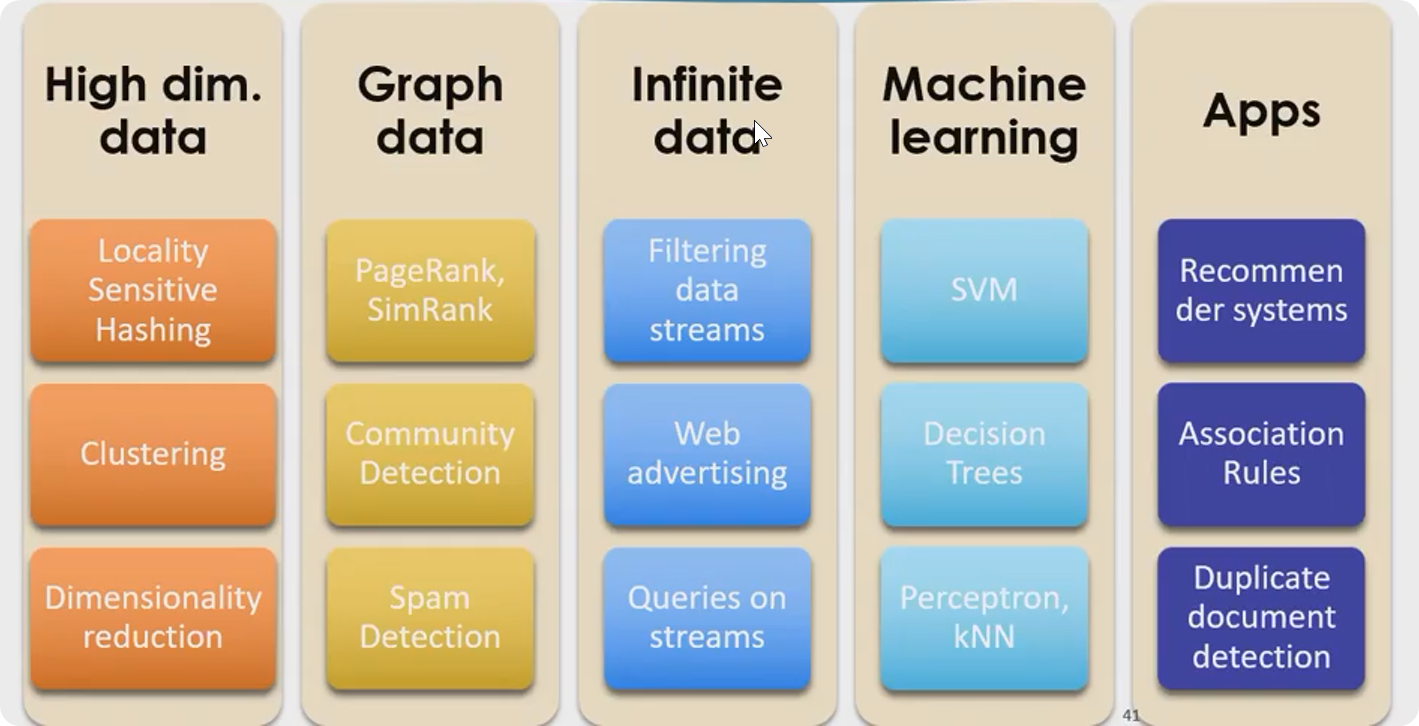 High dim.
data
Locality
Sensitive
Hashing
Clustering
Dimensionality
reduction
Graph
data
PageRank,
SimRank
Community
Detection
Spam
Detection
Infinite
data
Filtering
data
streams
Web
advertising
Queries on
streams
Machine
learning
SVM
Decision
Trees
Perceptron,
kNN
Apps
Recommen
der systems
Association
Rules
Duplicate
document
detection
41